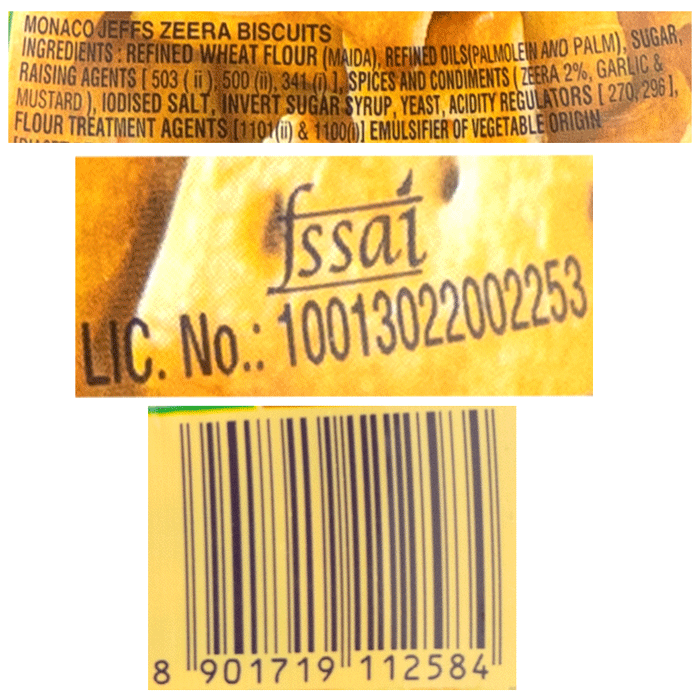 MONACO JEFFS ZEERA BISCUITS
INGREDIENTS : REFINED WHEAT FLOUR (MAIDA), REFINED OILS(PALMOLEIN AND PALM), SUGAR,
RAISING AGENTS [ 503 ( ii ), 500 (ii), 341 (i) ], SPICES AND CONDIMENTS ( ZEERA 2%, GARLIC &
MUSTARD ), IODISED SALT, INVERT SUGAR SYRUP, YEAST, ACIDITY REGULATORS [ 270, 296 ],
FLOUR TREATMENT AGENTS [1101(ii) & 1100(i)] EMULSIFIER OF VEGETABLE ORIGIN
fssai
LIC. No.: 10013022002253
8 901719 112584